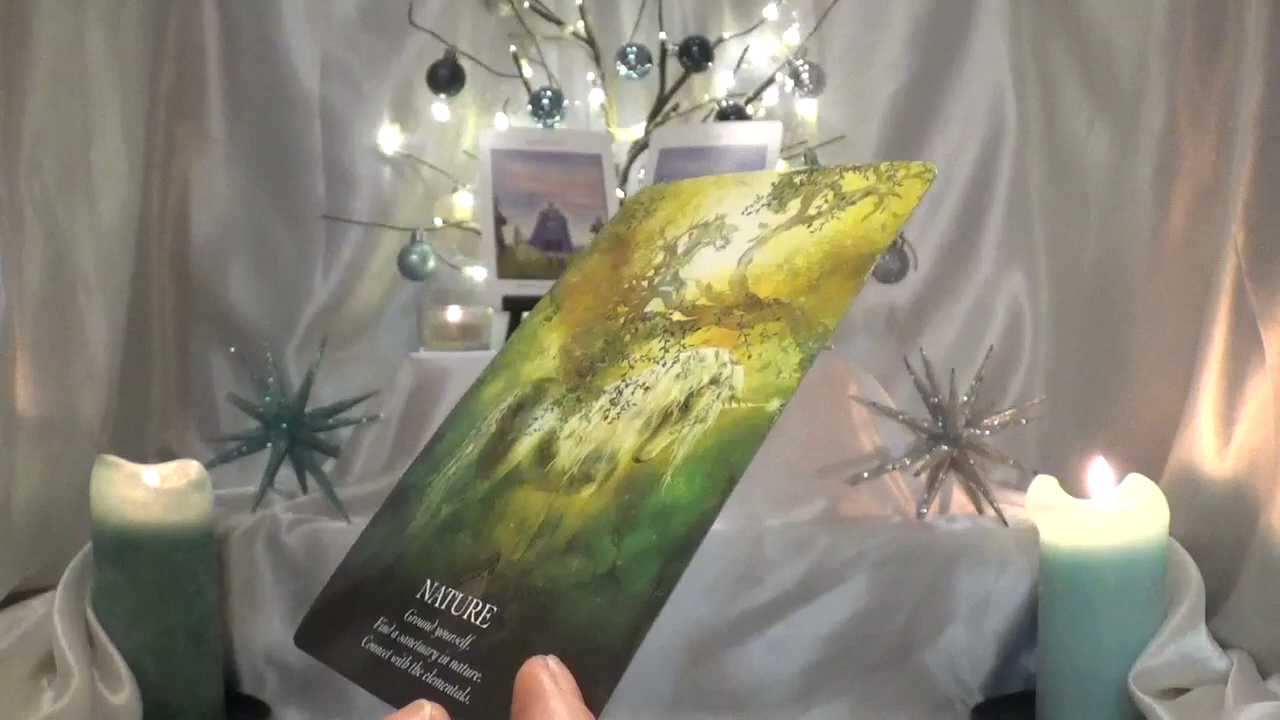 NATURE
Ground yourself.
Find a sanctuary in nature.
Connect with the elementals.